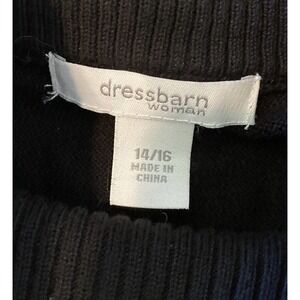 dressbarn
woman
14/16
MADE IN
CHINA